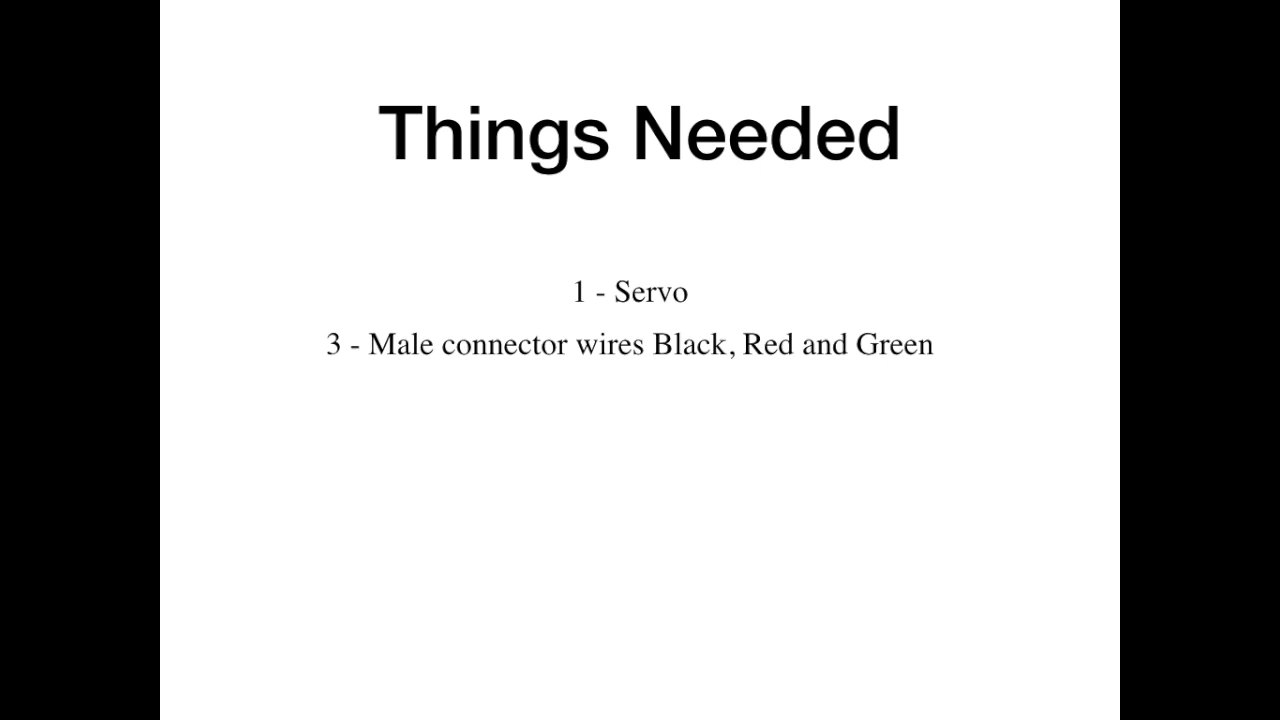 Things Needed
1 - Servo
3 - Male connector wires Black, Red and Green